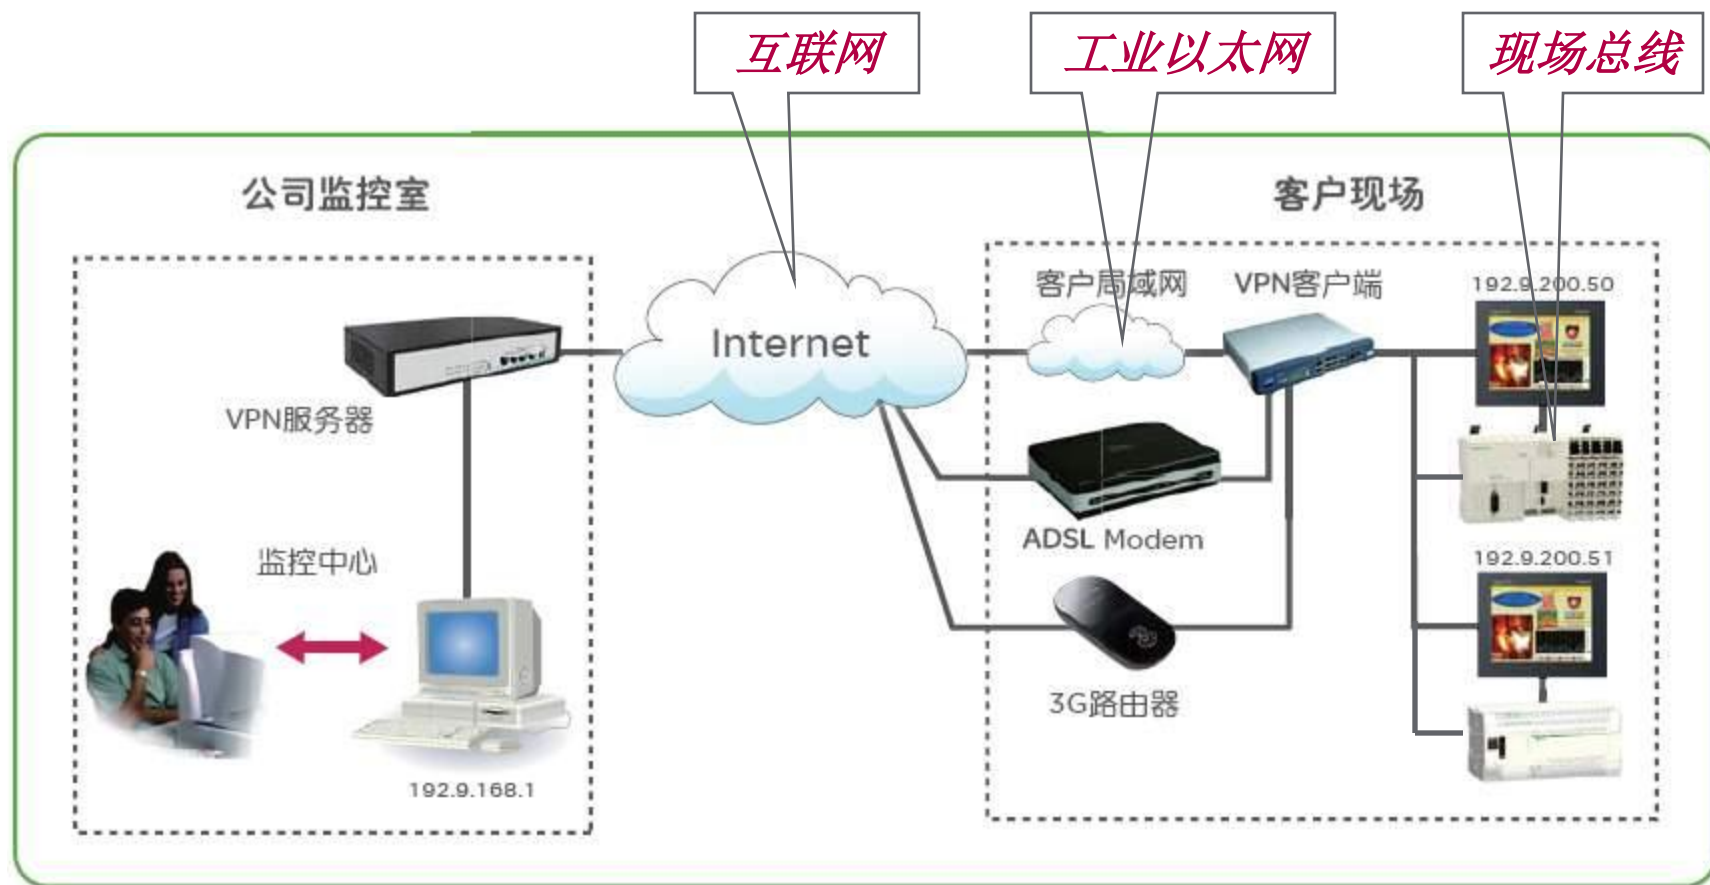 互联网
工业以太网
现场总线
公司监控室
客户现场
客户局域网
VPN客户端
192.9.200.50
Internet
VPN服务器
ADSL Modem
192.9.200.51
监控中心
3G路由器
192.9.168.1